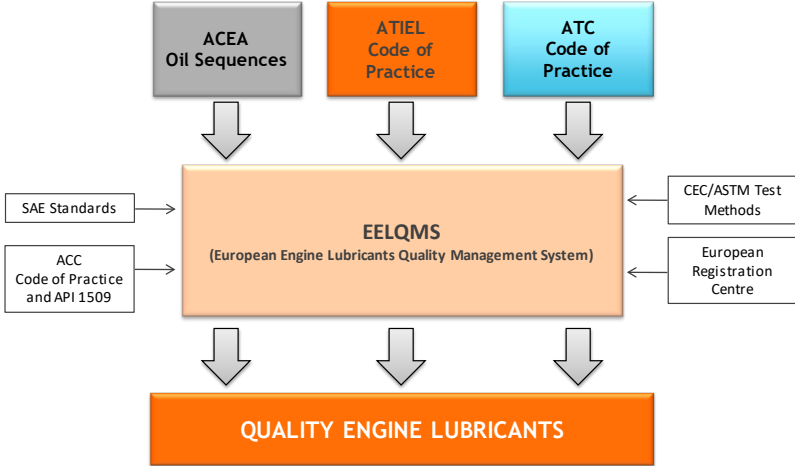 ACEA
Oil Sequences
ATIEL
Code of
Practice
ATC
Code of
Practice
SAE Standards
ACC
Code of Practice
and API 1509
EELQMS
(European Engine Lubricants Quality Management System)
CEC/ASTM Test
Methods
European
Registration
Centre
QUALITY ENGINE LUBRICANTS